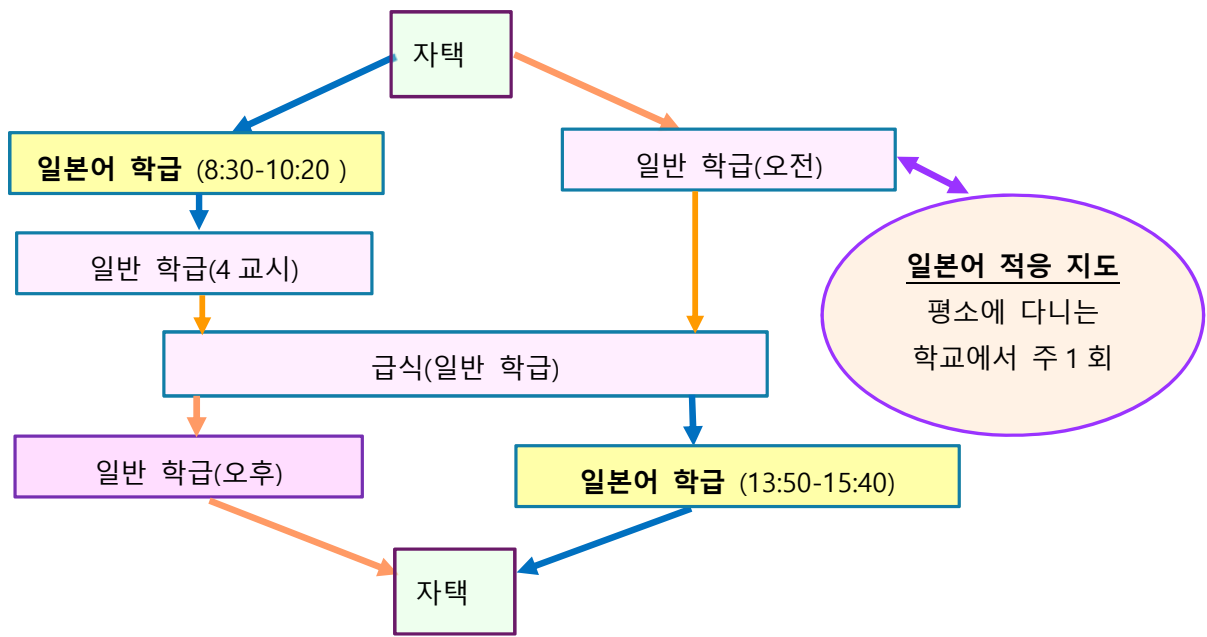 자택
일본어 학급 (8:30-10:20 )
일반 학급(오전)
일반 학급(4 교시)
일본어 적응 지도
평소에 다니는
학교에서 주 1 회
급식(일반 학급)
일반 학급(오후)
일본어 학급 (13:50-15:40)
자택